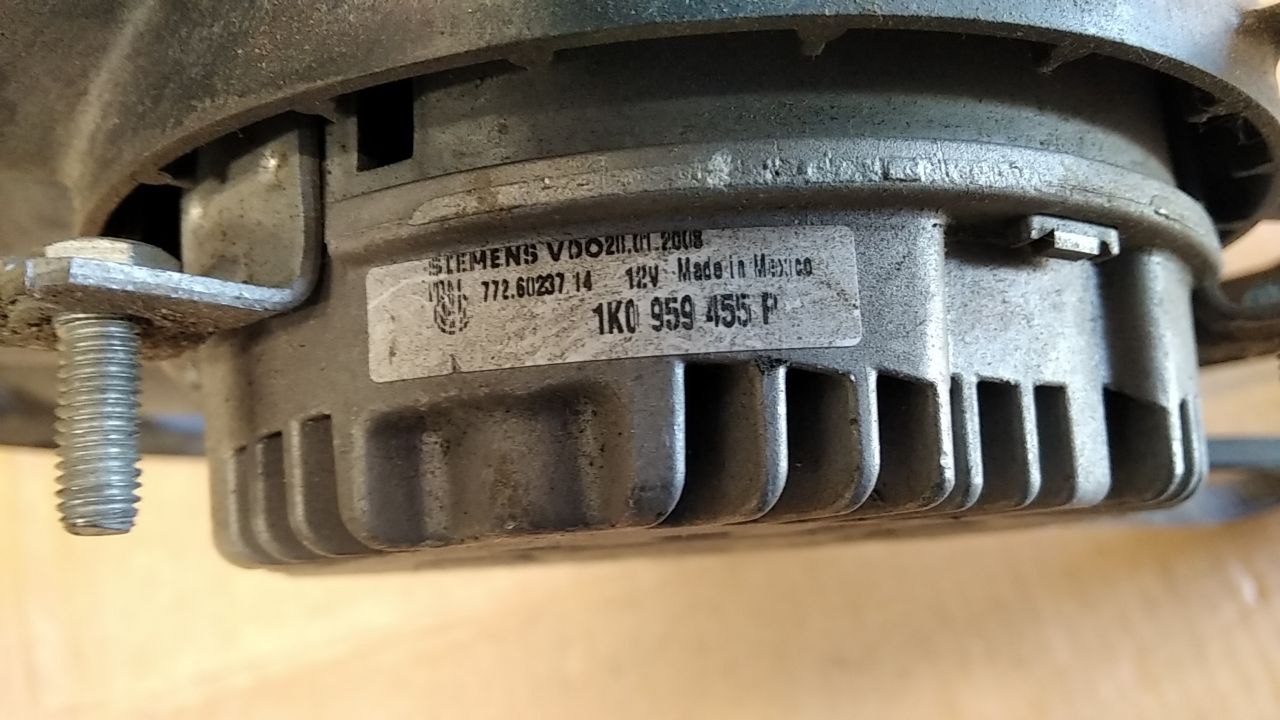 SIEMENS VDO 20.01.2008
772.60237 14 12V Made in Mexico
1K0 959 455 P